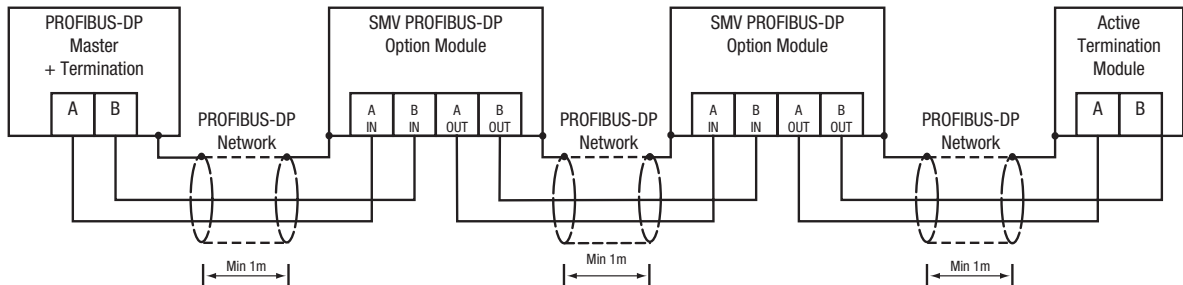 PROFIBUS-DP
Master
+ Termination
A B
PROFIBUS-DP
Network
Min 1m
SMV PROFIBUS-DP
Option Module
A B A B
IN IN OUT OUT
PROFIBUS-DP
Network
Min 1m
SMV PROFIBUS-DP
Option Module
A B A B
IN IN OUT OUT
PROFIBUS-DP
Network
Min 1m
Active
Termination
Module
A B